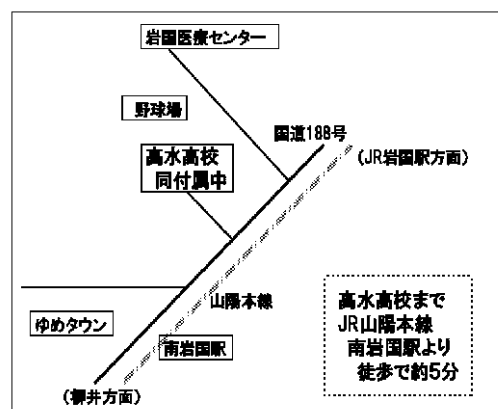 岩国医療センター
野球場
国道188号
高水高校
同付属中
(JR岩国駅方面)
山陽本線
ゆめタウン
南岩国駅
(柳井方面)
高水高校まで
JR山陽本線
南岩国駅より
徒歩で約5分